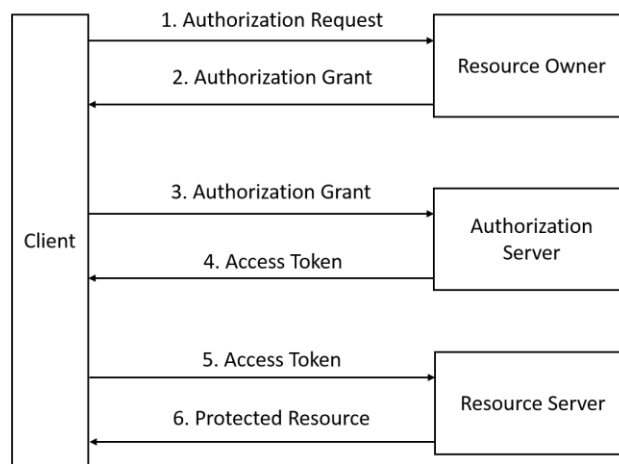 1. Authorization Request
Resource Owner
2. Authorization Grant
3. Authorization Grant
Client
Authorization
Server
4. Access Token
5. Access Token
Resource Server
6. Protected Resource